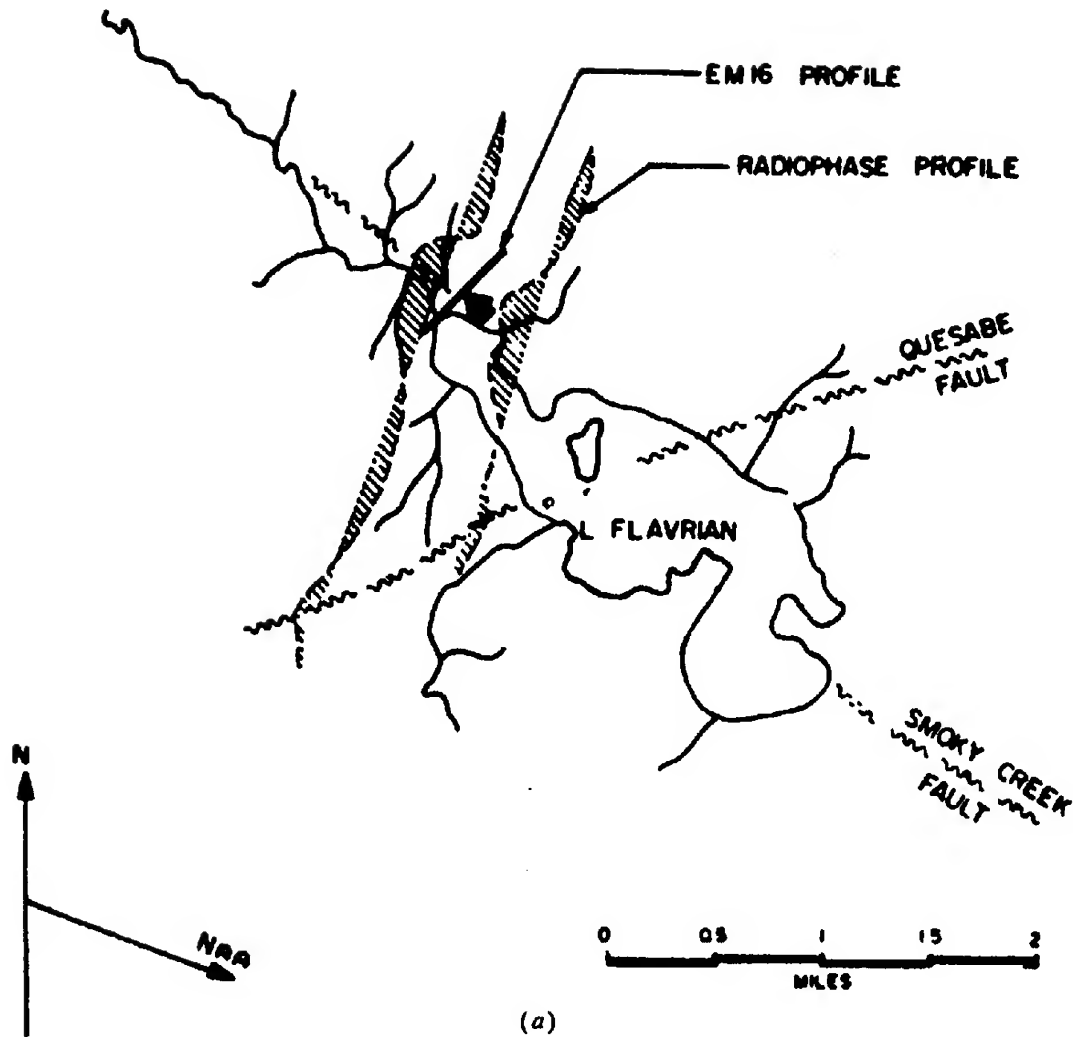 EM16 PROFILE
RADIOPHASE PROFILE
QUESABE
FAULT
L FLAVRIAN
SMOKY CREEK
FAULT
N
NAA
0 0.5 1 1.5 2
MILES
(a)